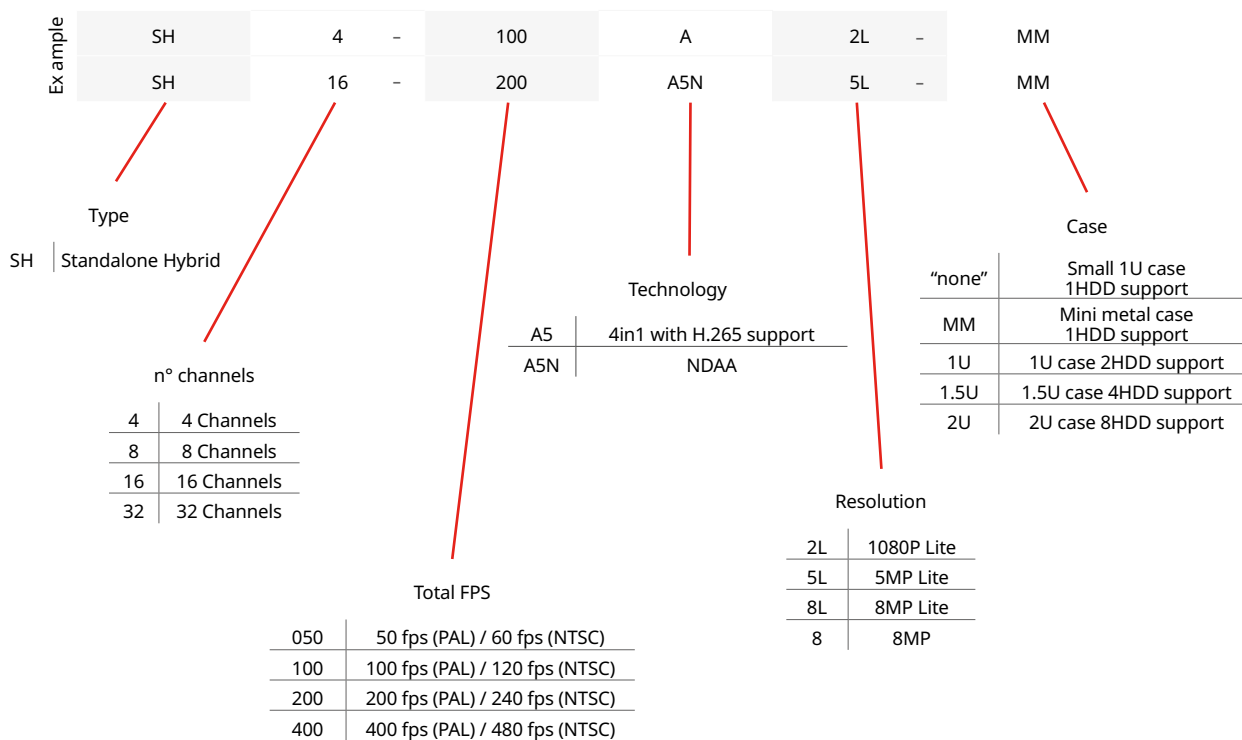 Ex ample
SH 4 – 100 A 2L – MM
SH 16 – 200 A5N 5L – MM
Type
SH Standalone Hybrid
n° channels
4 4 Channels
8 8 Channels
16 16 Channels
32 32 Channels
Total FPS
050 50 fps (PAL) / 60 fps (NTSC)
100 100 fps (PAL) / 120 fps (NTSC)
200 200 fps (PAL) / 240 fps (NTSC)
400 400 fps (PAL) / 480 fps (NTSC)
Technology
A5 4in1 with H.265 support
A5N NDAA
Resolution
2L 1080P Lite
5L 5MP Lite
8L 8MP Lite
8 8MP
Case
“none” Small 1U case
1HDD support
MM Mini metal case
1HDD support
1U 1U case 2HDD support
1.5U 1.5U case 4HDD support
2U 2U case 8HDD support